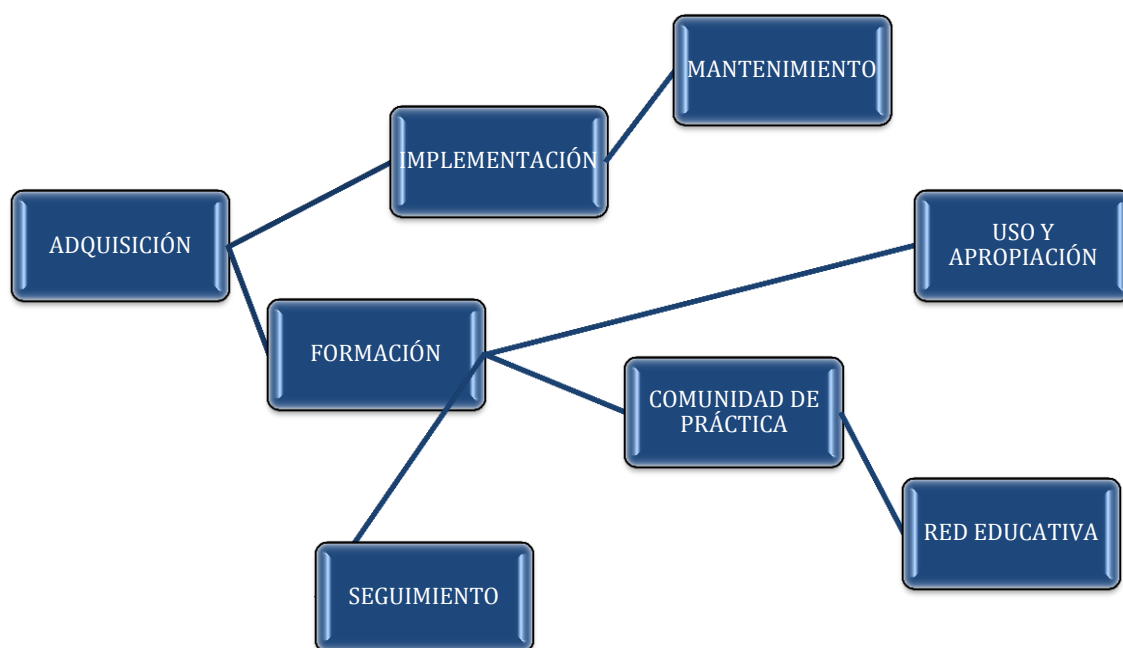 MANTENIMIENTO
IMPLEMENTACIÓN
ADQUISICIÓN
USO Y
APROPIACIÓN
FORMACIÓN
COMUNIDAD DE
PRÁCTICA
RED EDUCATIVA
SEGUIMIENTO